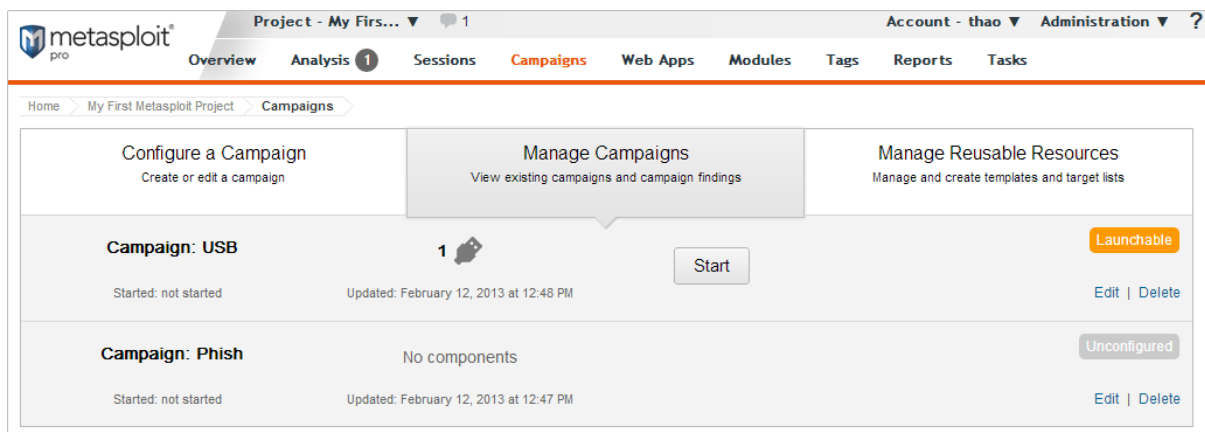 metasploit®
pro
Project - My Firs... ▼ 1
Account - thao ▼ Administration ▼ ?
Overview Analysis 1 Sessions Campaigns Web Apps Modules Tags Reports Tasks
Home My First Metasploit Project Campaigns
Configure a Campaign
Create or edit a campaign
Manage Campaigns
View existing campaigns and campaign findings
Manage Reusable Resources
Manage and create templates and target lists
Campaign: USB
1
Start
Launchable
Started: not started
Updated: February 12, 2013 at 12:48 PM
Edit | Delete
Campaign: Phish
No components
Unconfigured
Started: not started
Updated: February 12, 2013 at 12:47 PM
Edit | Delete